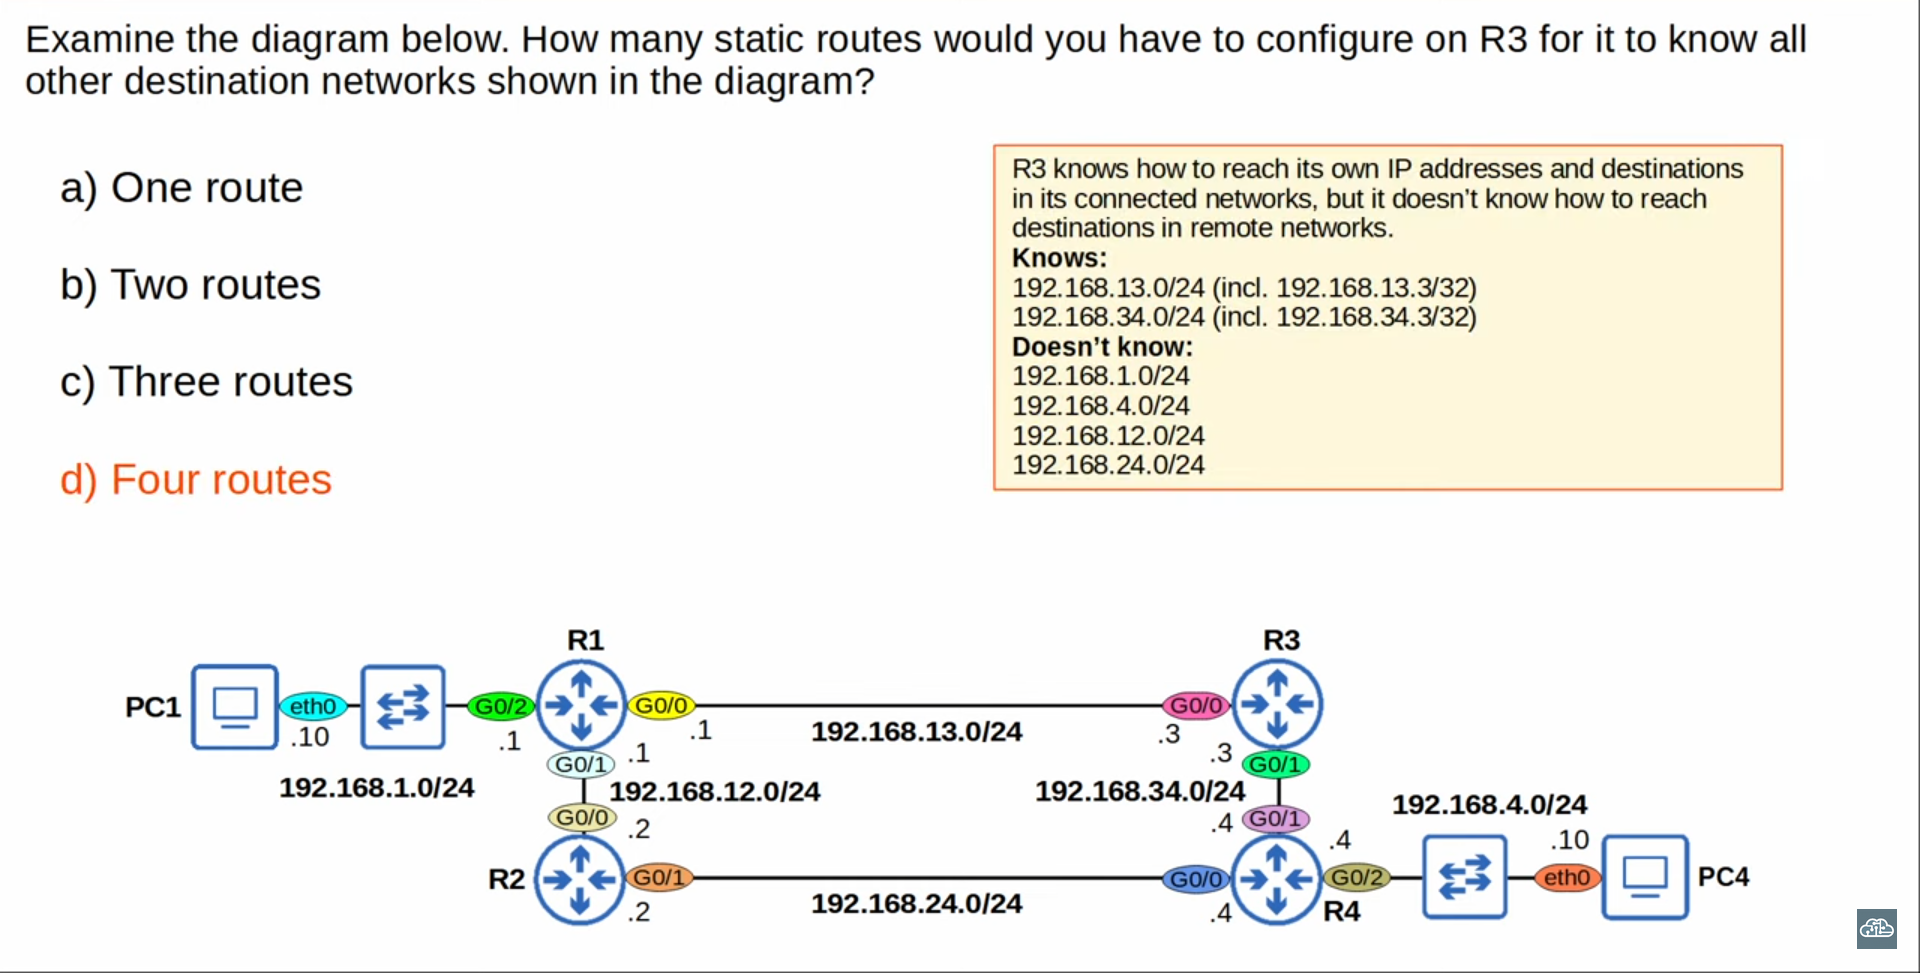 Examine the diagram below. How many static routes would you have to configure on R3 for it to know all
other destination networks shown in the diagram?
a) One route
b) Two routes
c) Three routes
d) Four routes
R3 knows how to reach its own IP addresses and destinations
in its connected networks, but it doesn't know how to reach
destinations in remote networks.
Knows:
192.168.13.0/24 (incl. 192.168.13.3/32)
192.168.34.0/24 (incl. 192.168.34.3/32)
Doesn't know:
192.168.1.0/24
192.168.4.0/24
192.168.12.0/24
192.168.24.0/24
R1
R3
PC1
eth0
G0/2
G0/0
G0/0
.10
.1
.1
192.168.13.0/24
.3
.1
.3
G0/1
G0/1
192.168.1.0/24
192.168.12.0/24
192.168.34.0/24
192.168.4.0/24
G0/0
.2
.4
G0/1
.4
.10
R2
G0/1
G0/0
G0/2
eth0
PC4
.2
192.168.24.0/24
.4
R4